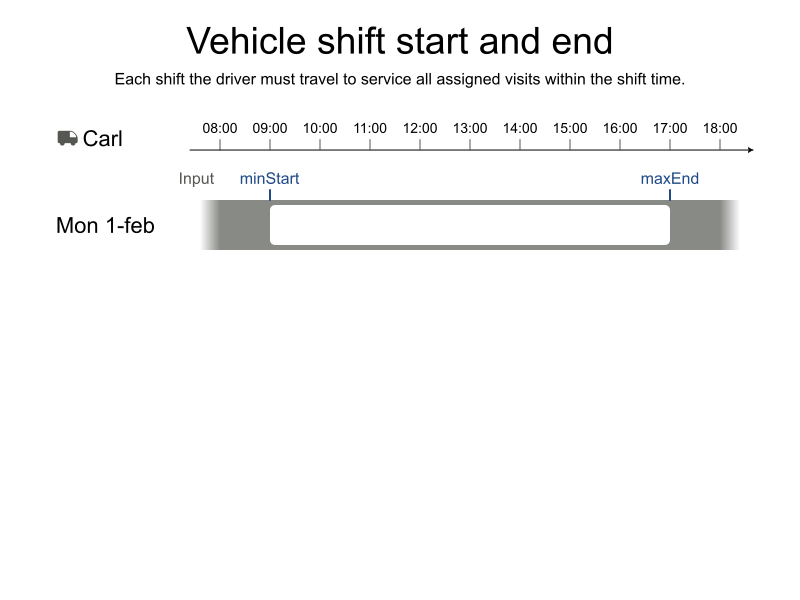 Vehicle shift start and end
Each shift the driver must travel to service all assigned visits within the shift time.
Carl
08:00 09:00 10:00 11:00 12:00 13:00 14:00 15:00 16:00 17:00 18:00
Input minStart maxEnd
Mon 1-feb